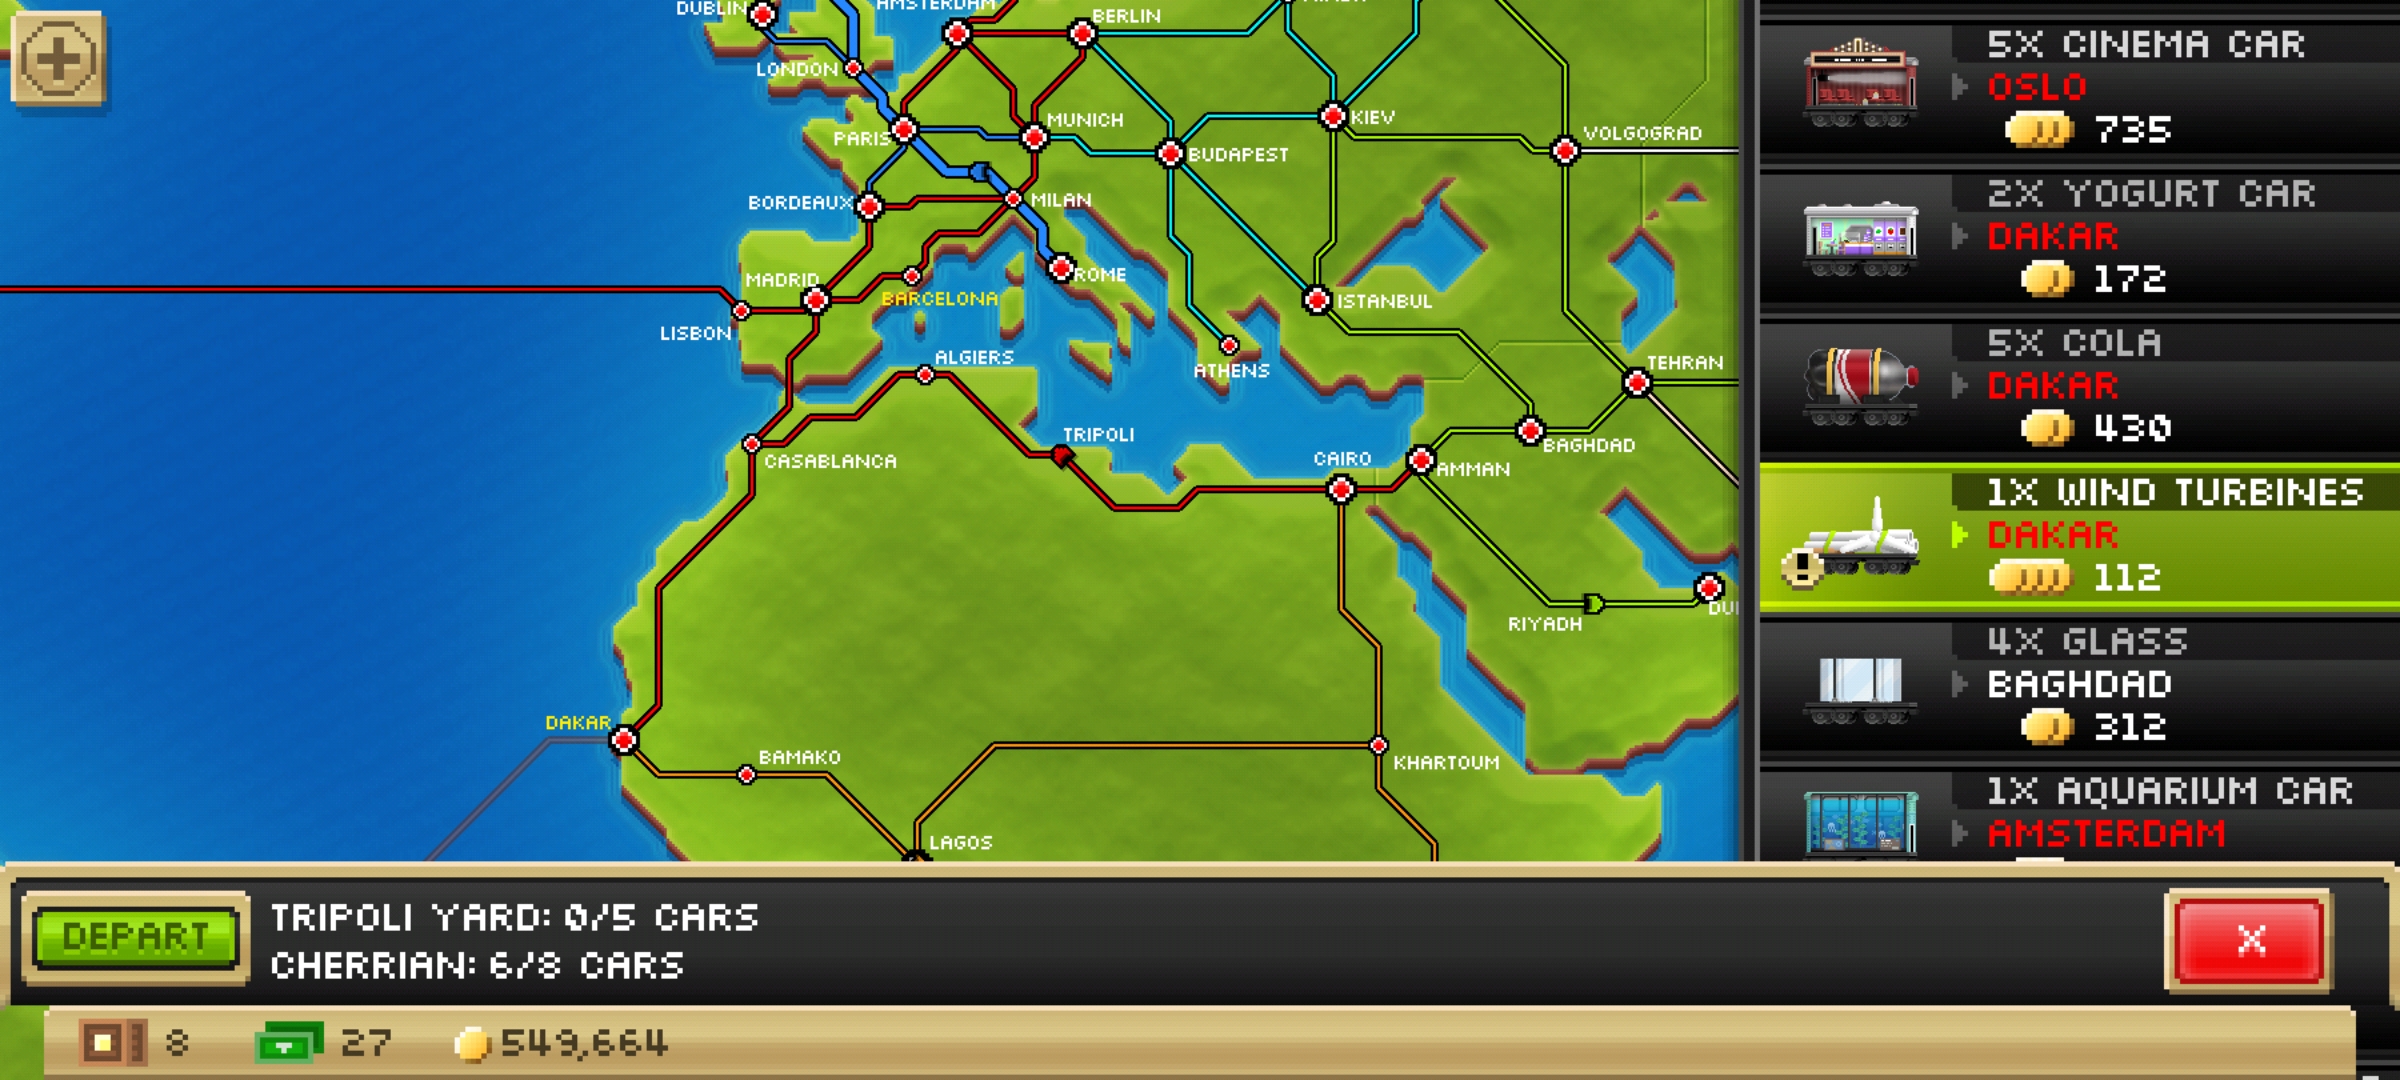 DUBLIN
AMSTERDAM
BERLIN
LONDON
PARIS
MUNICH
BUDAPEST
KIEV
VOLGOGRAD
BORDEAUX
MILAN
MADRID
BARCELONA
ROME
ISTANBUL
LISBON
ALGIERS
ATHENS
TEHRAN
CASABLANCA
TRIPOLI
CAIRO
AMMAN
BAGHDAD
RIYADH
DU
DAKAR
BAMAKO
KHARTOUM
LAGOS
5X CINEMA CAR
OSLO
735
2X YOGURT CAR
DAKAR
172
5X COLA
DAKAR
430
1X WIND TURBINES
DAKAR
112
4X GLASS
BAGHDAD
312
1X AQUARIUM CAR
AMSTERDAM
DEPART
TRIPOLI YARD: 0/5 CARS
CHERRIAN: 6/8 CARS
X
8
27
549,664